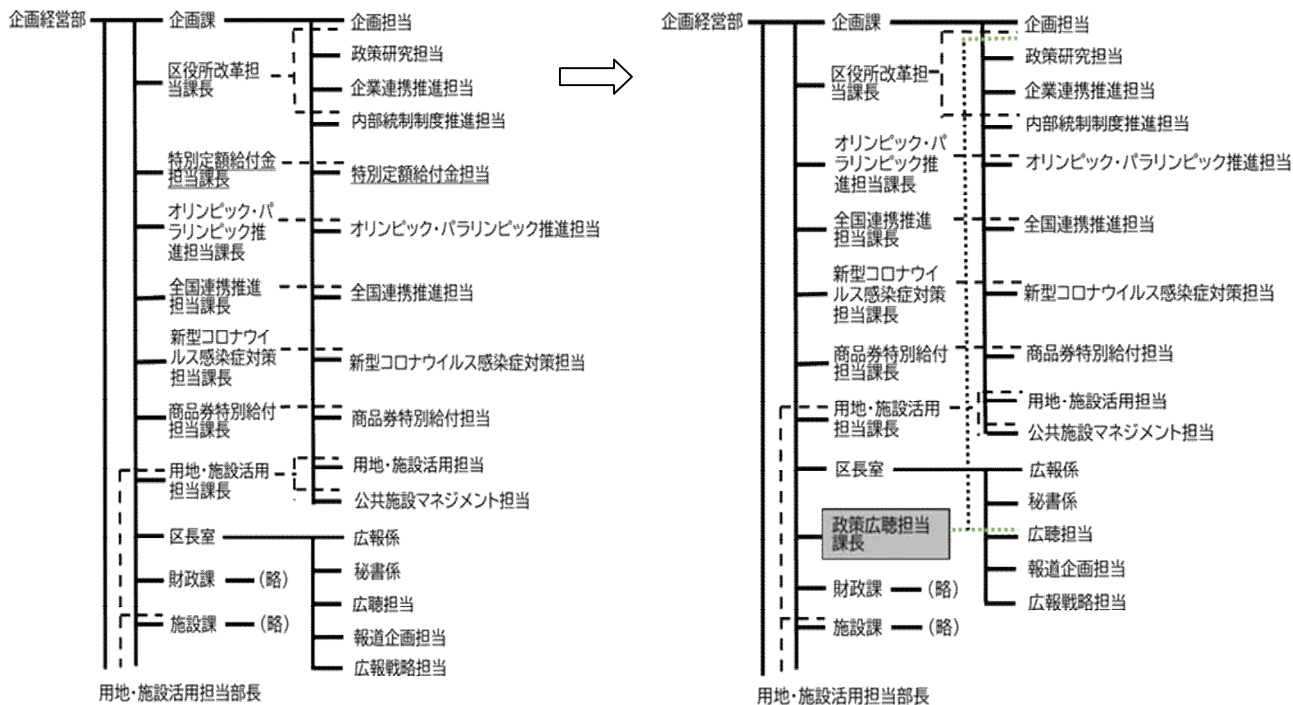 企画経営部
企画課
企画担当
政策研究担当
区役所改革担
当課長
企業連携推進担当
内部統制制度推進担当
特別定額給付金
担当課長
特別定額給付金担当
オリンピック・パ
ラリンピック推
進担当課長
オリンピック・パラリンピック推進担当
全国連携推進
担当課長
全国連携推進担当
新型コロナウイ
ルス感染症対策
担当課長
新型コロナウイルス感染症対策担当
商品券特別給付
担当課長
商品券特別給付担当
用地・施設活用
担当課長
用地・施設活用担当
公共施設マネジメント担当
区長室
広報係
秘書係
財政課
(略)
広聴担当
施設課
(略)
報道企画担当
広報戦略担当
用地・施設活用担当部長
企画経営部
企画課
企画担当
政策研究担当
区役所改革担
当課長
企業連携推進担当
内部統制制度推進担当
オリンピック・パ
ラリンピック推
進担当課長
オリンピック・パラリンピック推進担当
全国連携推進
担当課長
全国連携推進担当
新型コロナウイ
ルス感染症対策
担当課長
新型コロナウイルス感染症対策担当
商品券特別給付
担当課長
商品券特別給付担当
用地・施設活用
担当課長
用地・施設活用担当
公共施設マネジメント担当
区長室
広報係
秘書係
政策広聴担当
課長
広聴担当
報道企画担当
財政課
(略)
広報戦略担当
施設課
(略)
用地・施設活用担当部長